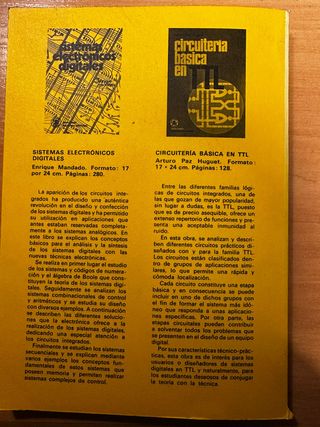 sistemas
electrónicos
digitales
SISTEMAS ELECTRÓNICOS
DIGITALES
Enrique Mandado. Formato: 17
por 24 cm. Páginas: 280.
La aparición de los circuitos inte-
grados ha producido una auténtica
revolución en el diseño y confección
de los sistemas digitales y ha permitido
su utilización en aplicaciones que
antes estaban reservadas completa-
mente a los sistemas analógicos. En
este libro se exponen los conceptos
básicos para el análisis y la síntesis
de los sistemas digitales con las
nuevas técnicas electrónicas.
Se realiza en primer lugar el estudio
de los sistemas y códigos de numera-
ción y el álgebra de Boole que consti-
tuyen la teoría de los sistemas digi-
tales. Seguidamente se analizan los
sistemas combinacionales de control
y aritméticos y se estudia su diseño
con diversos ejemplos. A continuación
se describen las diferentes solucio-
nes que la electrónica ofrece a la
realización de los sistemas digitales,
dedicando una especial atención a
los circuitos integrados.
Finalmente se estudian los sistemas
secuenciales y se explican mediante
varios ejemplos los conceptos fun-
damentales de estos sistemas que
poseen memoria y permiten realizar
sistemas complejos de control.
circuitería
básica
en TTL
CIRCUITERÍA BÁSICA EN TTL
Arturo Paz Huguet. Formato:
17 × 24 cm. Páginas: 128.
Entre las diferentes familias lógi-
cas de circuitos integrados, una de
las que gozan de mayor popularidad,
sin lugar a dudas, es la TTL, puesto
que es de precio asequible, ofrece un
extenso repertorio de funciones y pre-
senta una aceptable inmunidad al
ruido.
En esta obra, se analizan y descri-
ben diferentes circuitos prácticos di-
señados con y para la familia TTL.
Los circuitos están clasificados den-
tro de grupos de aplicaciones simi-
lares, lo que permite una rápida y
cómoda localización.
Cada circuito constituye una etapa
básica y en consecuencia se puede
incluir en uno de dichos grupos con
el fin de formar el sistema más idó-
neo que responda a unas aplicacio-
nes específicas. Por otra parte, las
etapas circuitales pueden contribuir
a solventar todos los problemas que
se presenten en el diseño de un equipo
digital.
Por sus características técnico-prác-
ticas, esta obra es de interés para los
usuarios o diseñadores de sistemas
digitales en TTL y naturalmente, para
los estudiantes deseosos de conjugar
la teoría con la técnica.